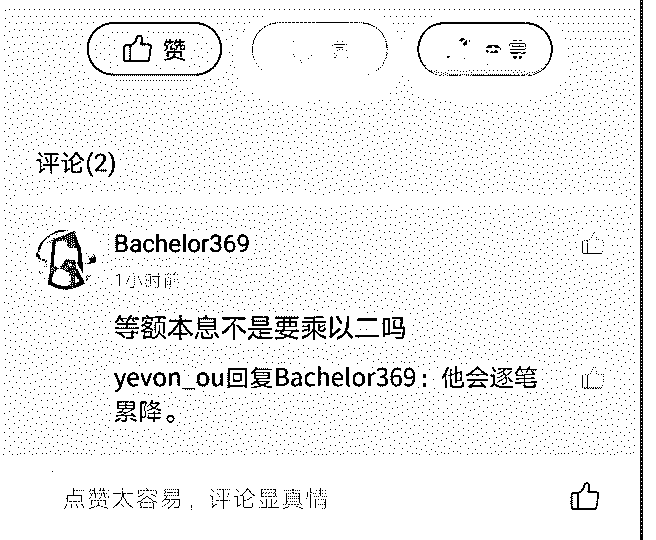 赞
评论(2)
Bachelor369
1小时前
等额本息不是要乘以二吗
yevon_ou回复Bachelor369：他会逐笔
累降。
点赞太容易，评论显真情